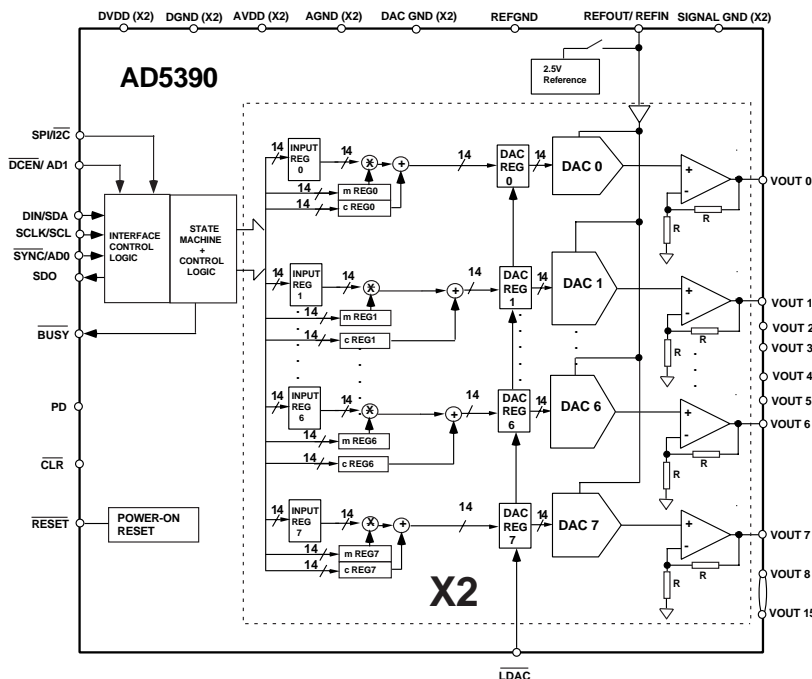 DVDD (X2)
DGND (X2)
AVDD (X2)
AGND (X2)
DAC GND (X2)
REFGND
REFOUT/ REFIN
SIGNAL GND (X2)
AD5390
2.5V
Reference
SPI/I2C
DCEN/ AD1
DIN/SDA
SCLK/SCL
SYNC/AD0
SDO
BUSY
PD
CLR
RESET
INTERFACE
CONTROL
LOGIC
STATE
MACHINE
+
CONTROL
LOGIC
POWER-ON
RESET
14
INPUT
REG
0
14
×
+
14
DAC
REG
0
14
DAC 0
+
-
R
R
VOUT 0
14
m REG0
14
c REG0
14
INPUT
REG
1
14
×
+
14
DAC
REG
1
14
DAC 1
+
-
R
R
VOUT 1
VOUT 2
VOUT 3
VOUT 4
VOUT 5
14
m REG1
14
c REG1
14
INPUT
REG
6
14
×
+
14
DAC
REG
6
14
DAC 6
+
-
R
R
VOUT 6
14
m REG6
14
c REG6
14
INPUT
REG
7
14
×
+
14
DAC
REG
7
14
DAC 7
+
-
R
R
VOUT 7
VOUT 8
VOUT 15
14
m REG7
14
c REG7
X2
LDAC